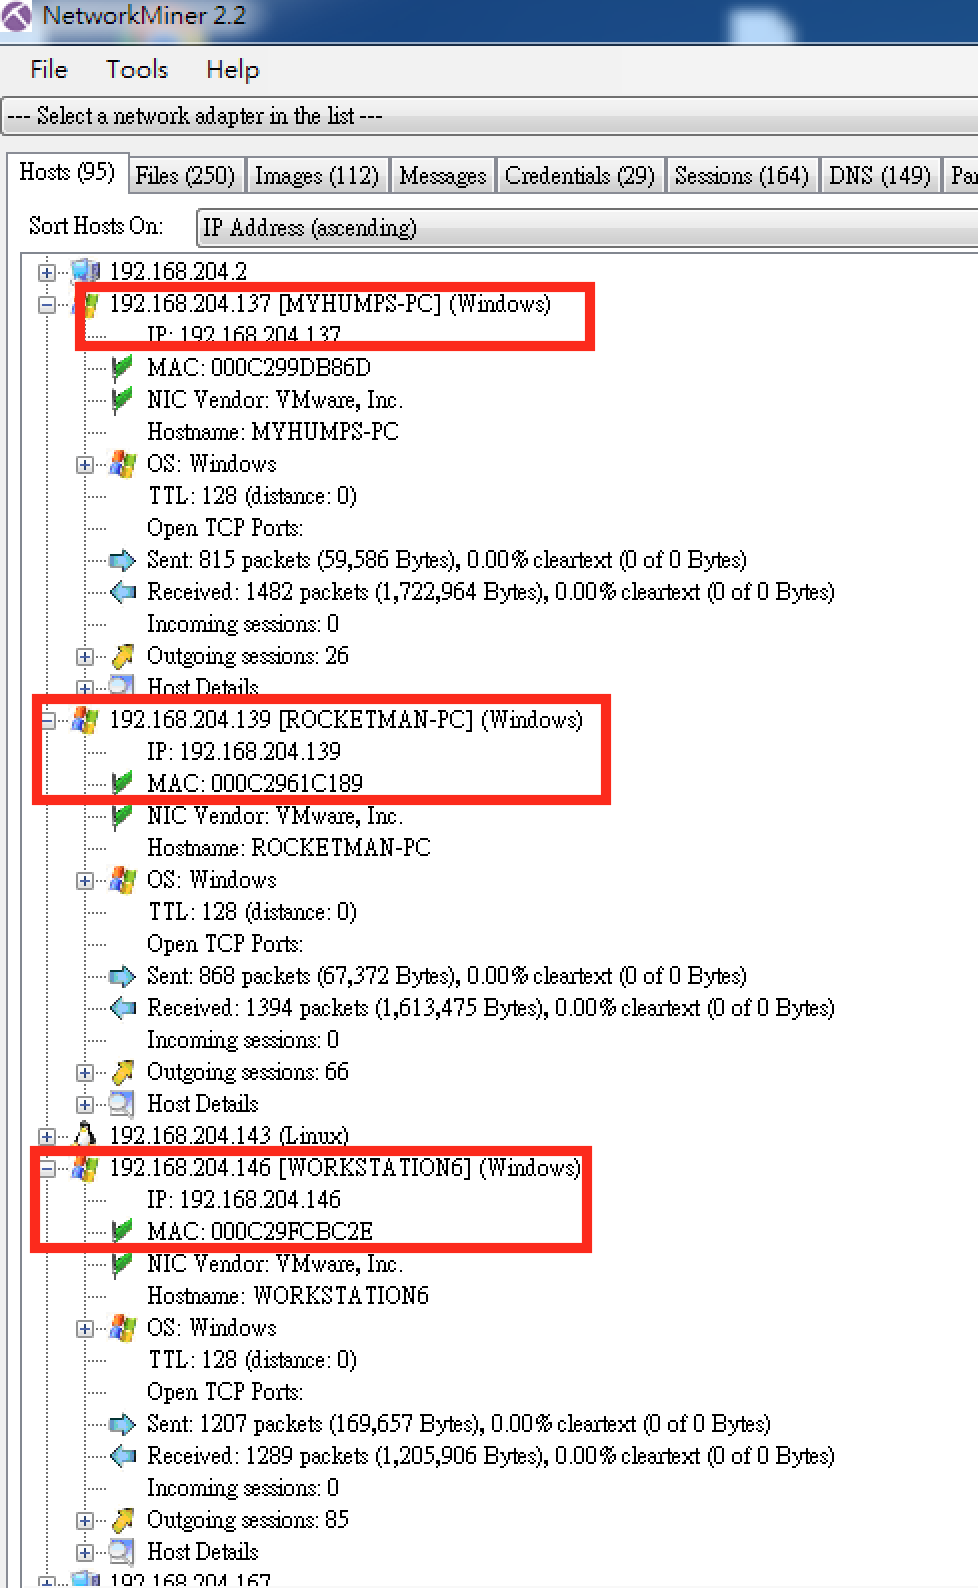 NetworkMiner 2.2
File Tools Help
--- Select a network adapter in the list ---
Hosts (95) Files (250) Images (112) Messages Credentials (29) Sessions (164) DNS (149) Par
Sort Hosts On: IP Address (ascending)
192.168.204.2
192.168.204.137 [MYHUMPS-PC] (Windows)
IP: 192.168.204.137
MAC: 000C299DB86D
NIC Vendor: VMware, Inc.
Hostname: MYHUMPS-PC
OS: Windows
TTL: 128 (distance: 0)
Open TCP Ports:
Sent: 815 packets (59,586 Bytes), 0.00% cleartext (0 of 0 Bytes)
Received: 1482 packets (1,722,964 Bytes), 0.00% cleartext (0 of 0 Bytes)
Incoming sessions: 0
Outgoing sessions: 26
Host Details
192.168.204.139 [ROCKETMAN-PC] (Windows)
IP: 192.168.204.139
MAC: 000C2961C189
NIC Vendor: VMware, Inc.
Hostname: ROCKETMAN-PC
OS: Windows
TTL: 128 (distance: 0)
Open TCP Ports:
Sent: 868 packets (67,372 Bytes), 0.00% cleartext (0 of 0 Bytes)
Received: 1394 packets (1,613,475 Bytes), 0.00% cleartext (0 of 0 Bytes)
Incoming sessions: 0
Outgoing sessions: 66
Host Details
192.168.204.143 (Linux)
192.168.204.146 [WORKSTATION6] (Windows)
IP: 192.168.204.146
MAC: 000C29FCBC2E
NIC Vendor: VMware, Inc.
Hostname: WORKSTATION6
OS: Windows
TTL: 128 (distance: 0)
Open TCP Ports:
Sent: 1207 packets (169,657 Bytes), 0.00% cleartext (0 of 0 Bytes)
Received: 1289 packets (1,205,906 Bytes), 0.00% cleartext (0 of 0 Bytes)
Incoming sessions: 0
Outgoing sessions: 85
Host Details
192.168.204.167